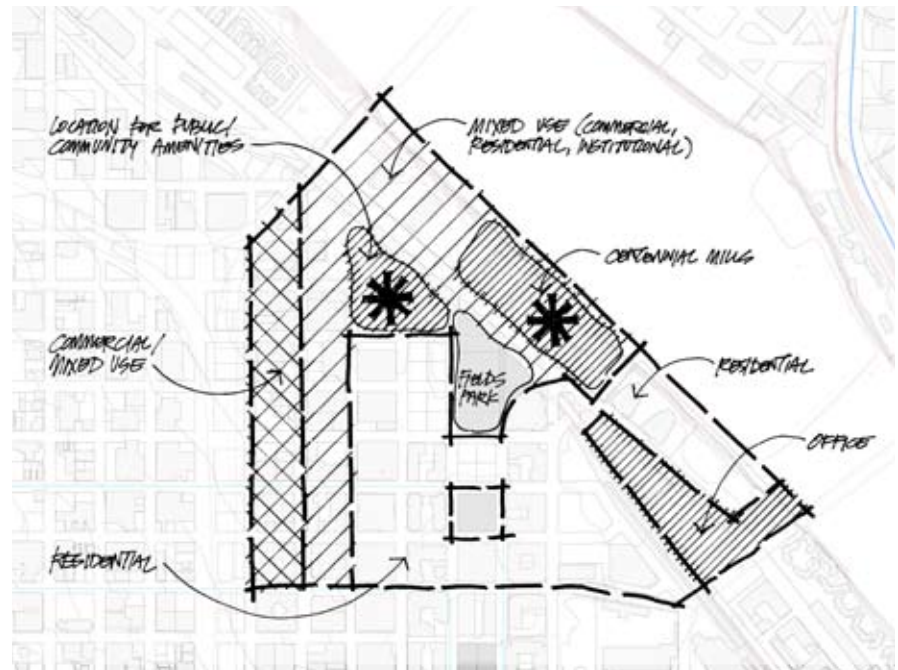 LOCATION FOR PUBLIC/
COMMUNITY AMENITIES
MIXED USE (COMMERCIAL,
RESIDENTIAL, INSTITUTIONAL)
CENTENNIAL MILLS
COMMERCIAL/
MIXED USE
FIELDS
PARK
RESIDENTIAL
OFFICE
RESIDENTIAL